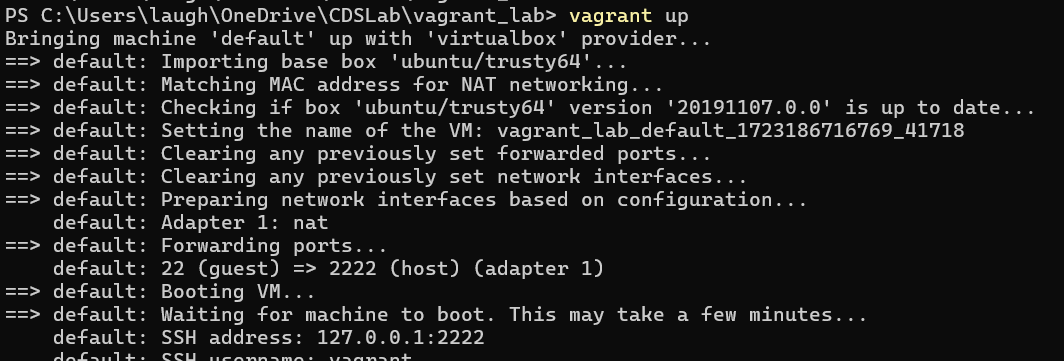 PS C:\Users\laugh\OneDrive\CDSLab\vagrant_lab> vagrant up
Bringing machine 'default' up with 'virtualbox' provider...
==> default: Importing base box 'ubuntu/trusty64'...
==> default: Matching MAC address for NAT networking...
==> default: Checking if box 'ubuntu/trusty64' version '20191107.0.0' is up to date...
==> default: Setting the name of the VM: vagrant_lab_default_1723186716769_41718
==> default: Clearing any previously set forwarded ports...
==> default: Clearing any previously set network interfaces...
==> default: Preparing network interfaces based on configuration...
    default: Adapter 1: nat
==> default: Forwarding ports...
    default: 22 (guest) => 2222 (host) (adapter 1)
==> default: Booting VM...
==> default: Waiting for machine to boot. This may take a few minutes...
    default: SSH address: 127.0.0.1:2222
    default: SSH username: vagrant